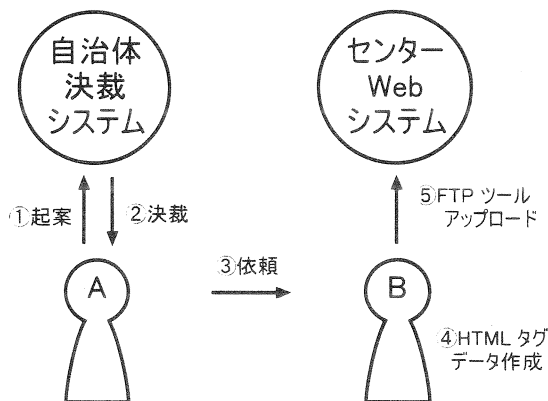 自治体
決裁
システム
センター
Web
システム
①起案
②決裁
⑤FTP ツール
アップロード
③依頼
A
B
④HTML タグ
データ作成